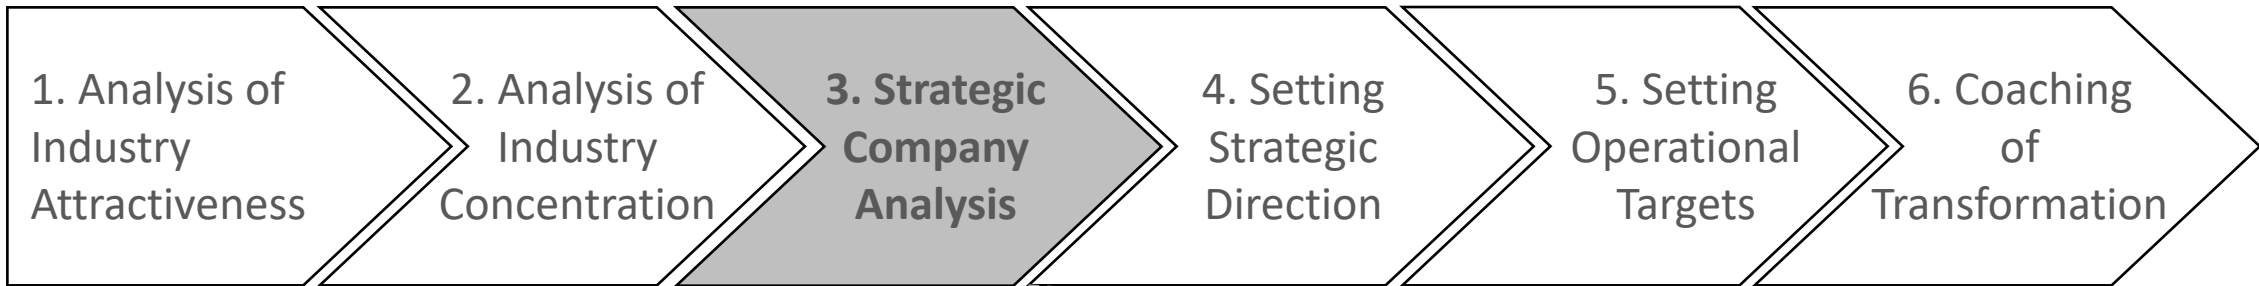 1. Analysis of
Industry
Attractiveness
2. Analysis of
Industry
Concentration
3. Strategic
Company
Analysis
4. Setting
Strategic
Direction
5. Setting
Operational
Targets
6. Coaching
of
Transformation